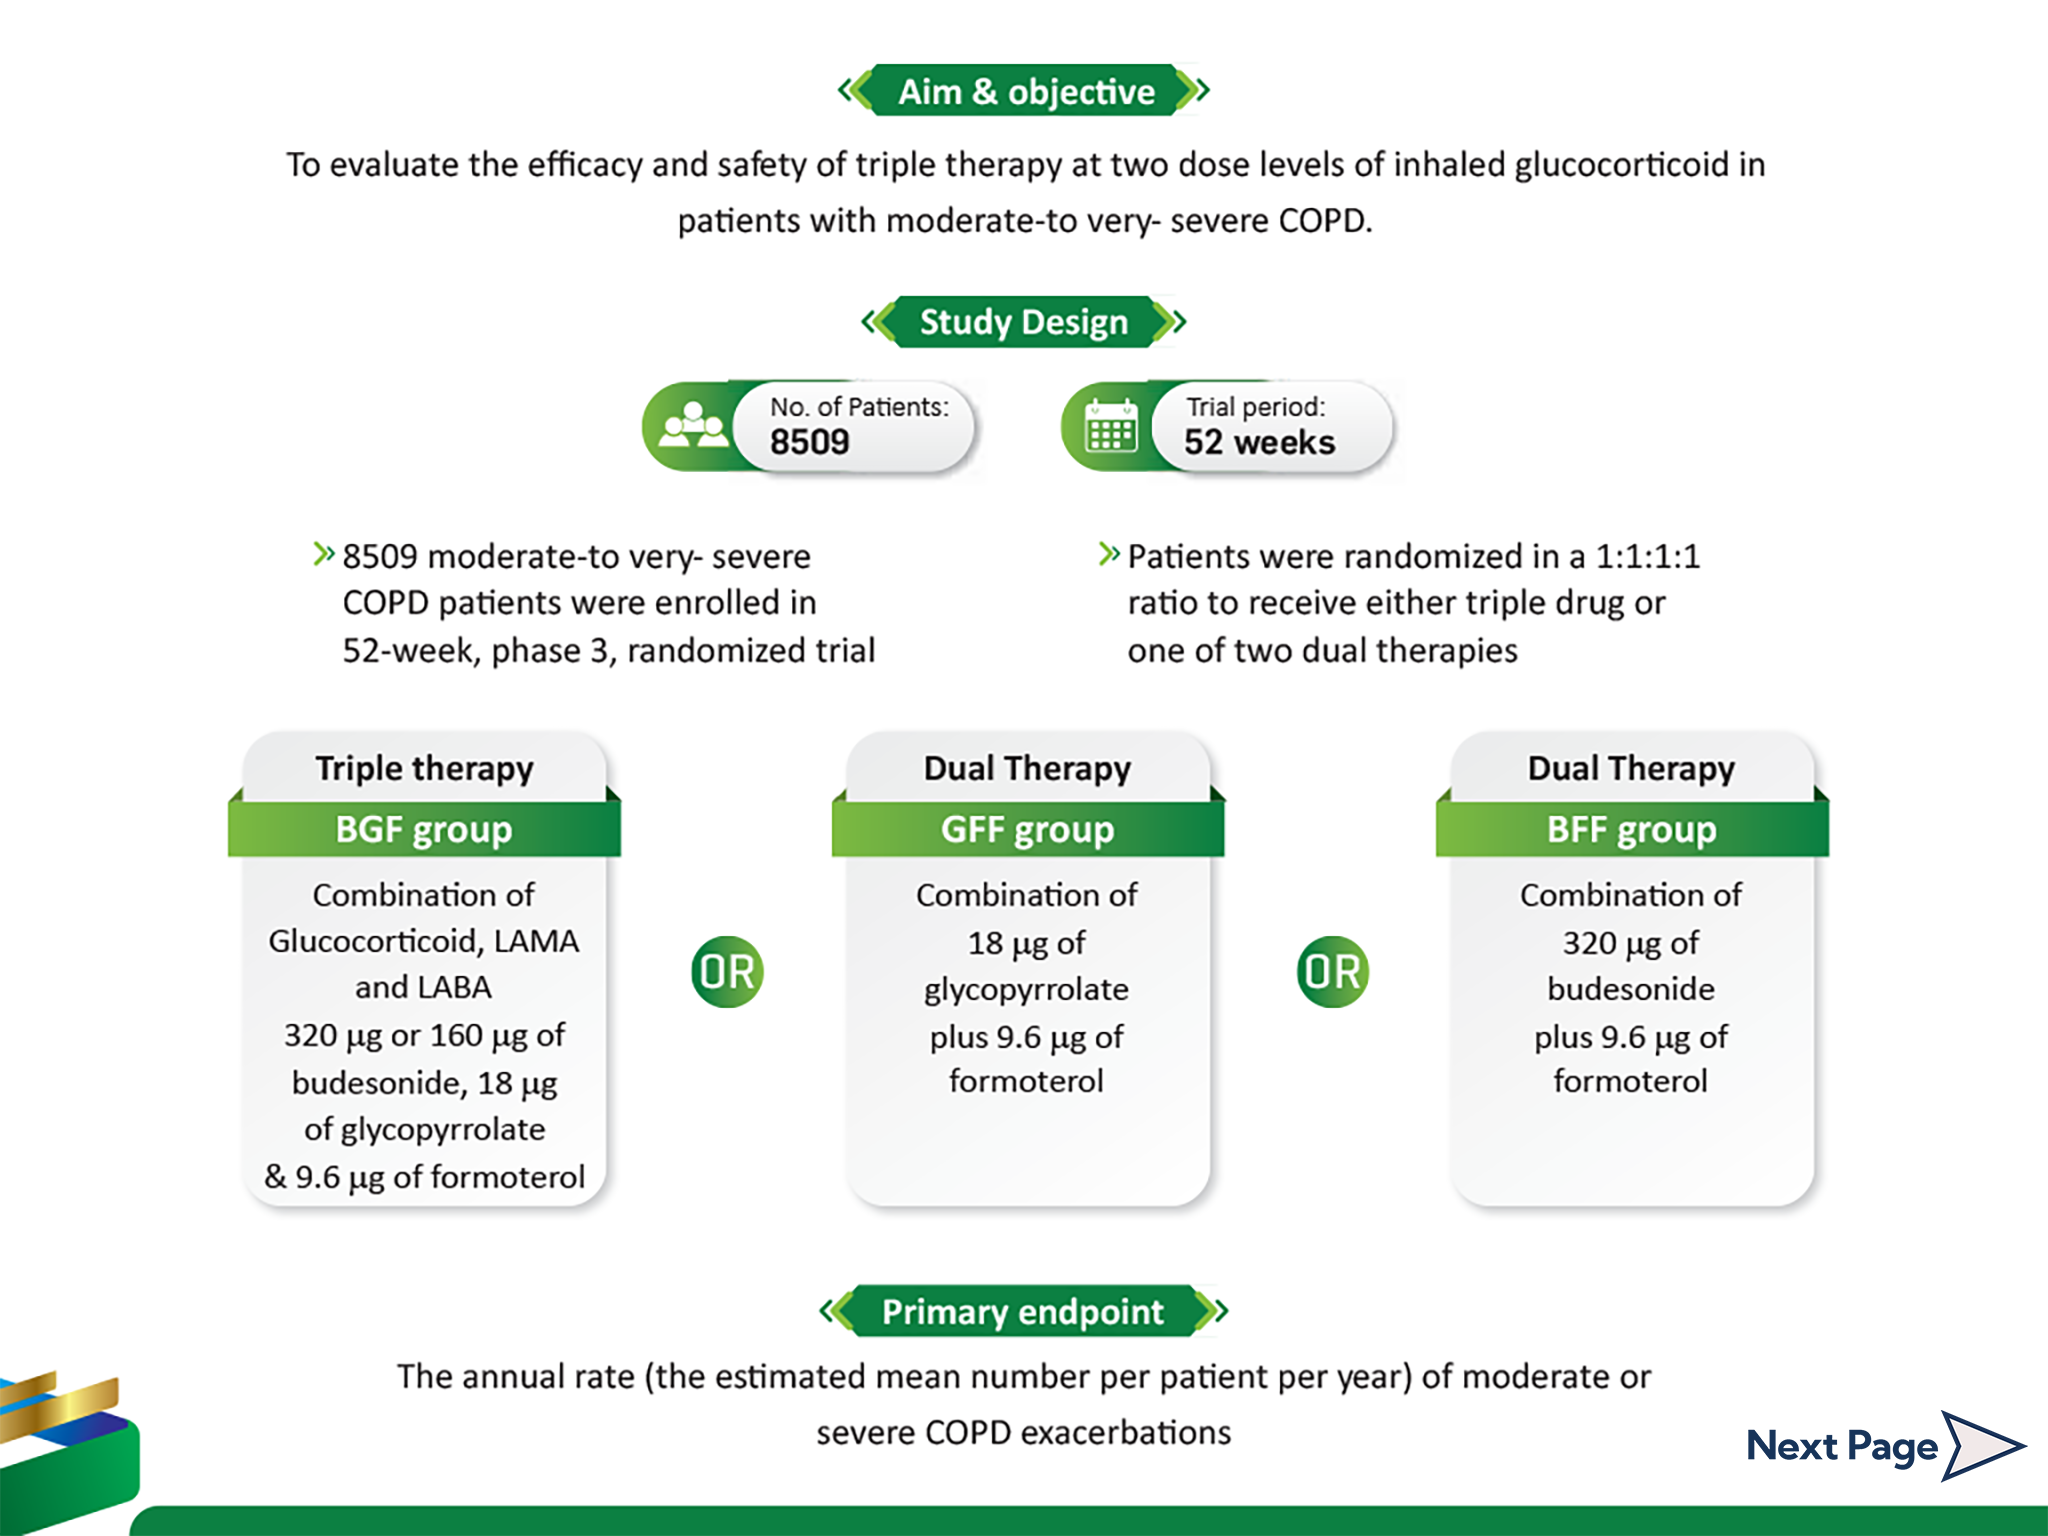 Aim & objective
To evaluate the efficacy and safety of triple therapy at two dose levels of inhaled glucocorticoid in
patients with moderate-to very- severe COPD.
Study Design
No. of Patients:
8509
Trial period:
52 weeks
8509 moderate-to very- severe
COPD patients were enrolled in
52-week, phase 3, randomized trial
Patients were randomized in a 1:1:1:1
ratio to receive either triple drug or
one of two dual therapies
Triple therapy
BGF group
Combination of
Glucocorticoid, LAMA
and LABA
320 µg or 160 µg of
budesonide, 18 µg
of glycopyrrolate
& 9.6 µg of formoterol
OR
Dual Therapy
GFF group
Combination of
18 µg of
glycopyrrolate
plus 9.6 µg of
formoterol
OR
Dual Therapy
BFF group
Combination of
320 µg of
budesonide
plus 9.6 µg of
formoterol
Primary endpoint
The annual rate (the estimated mean number per patient per year) of moderate or
severe COPD exacerbations
Next Page